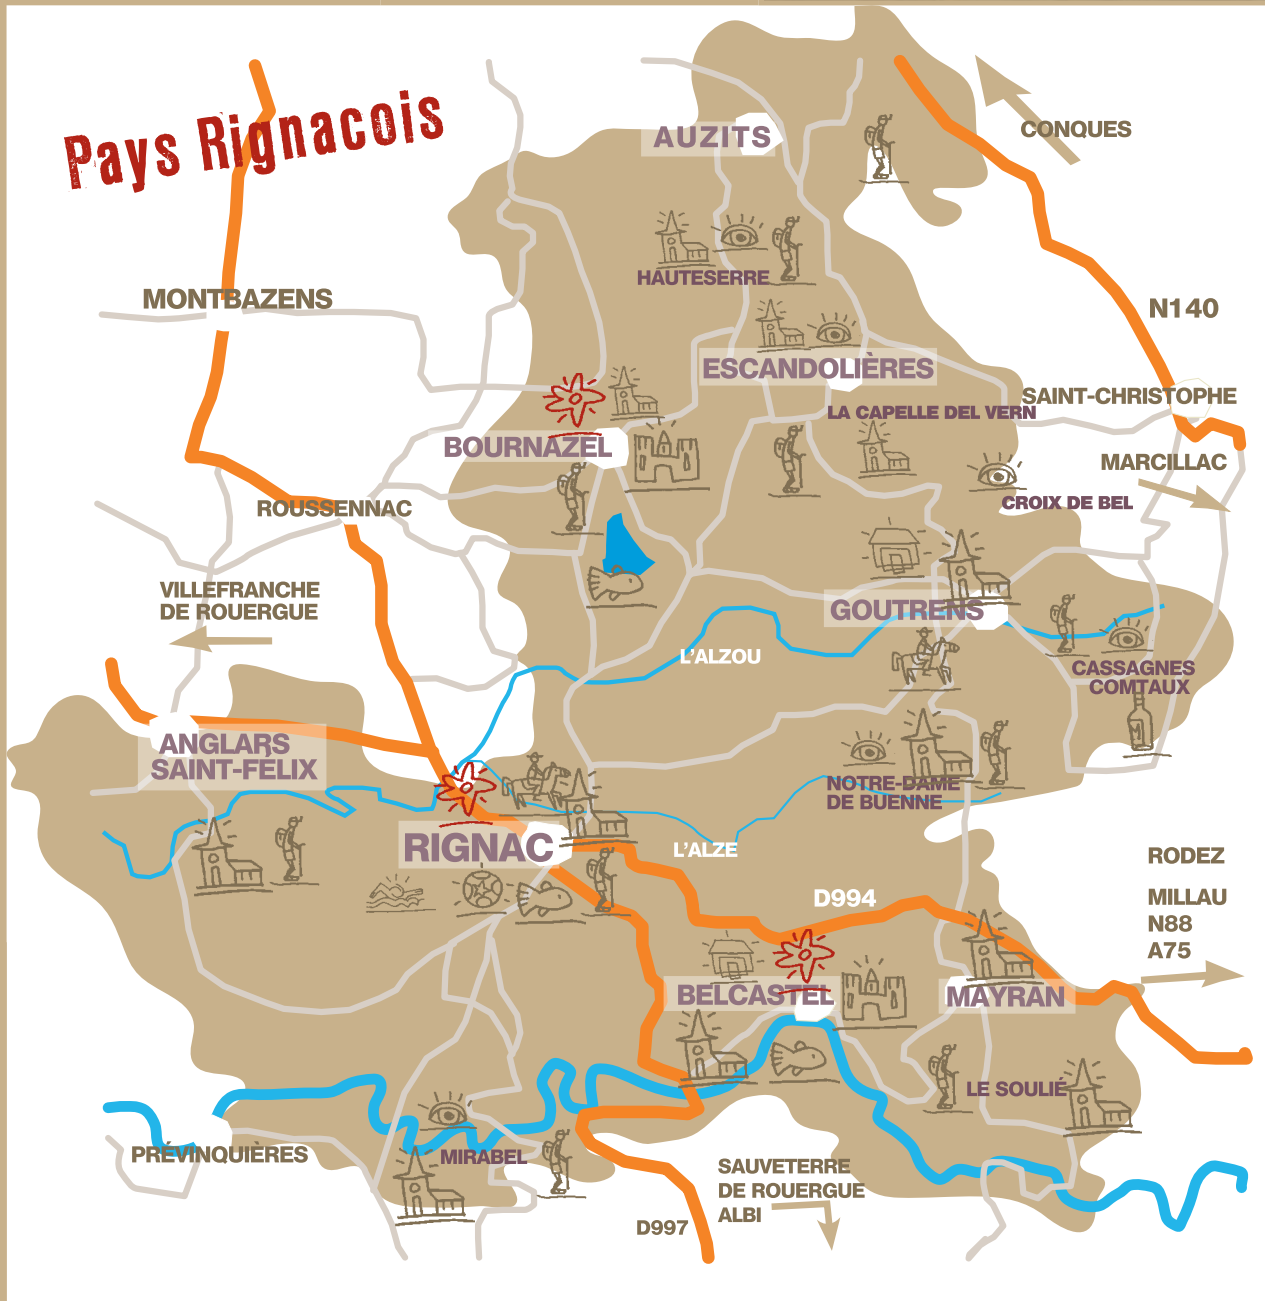 Pays Rignacois
AUZITS
CONQUES
HAUTESERRE
MONTBAZENS
N140
ESCANDOLIÈRES
SAINT-CHRISTOPHE
LA CAPELLE DEL VERN
BOURNAZEL
MARCILLAC
CROIX DE BEL
ROUSSENNAC
VILLEFRANCHE
DE ROUERGUE
GOUTRENS
L'ALZOU
CASSAGNES
COMTAUX
ANGLARS
SAINT-FELIX
NOTRE-DAME
DE BUENNE
RIGNAC
L'ALZE
RODEZ
MILLAU
N88
A75
D994
BELCASTEL
MAYRAN
LE SOULIÉ
PRÉVINQUIÈRES
MIRABEL
SAUVETERRE
DE ROUERGUE
ALBI
D997